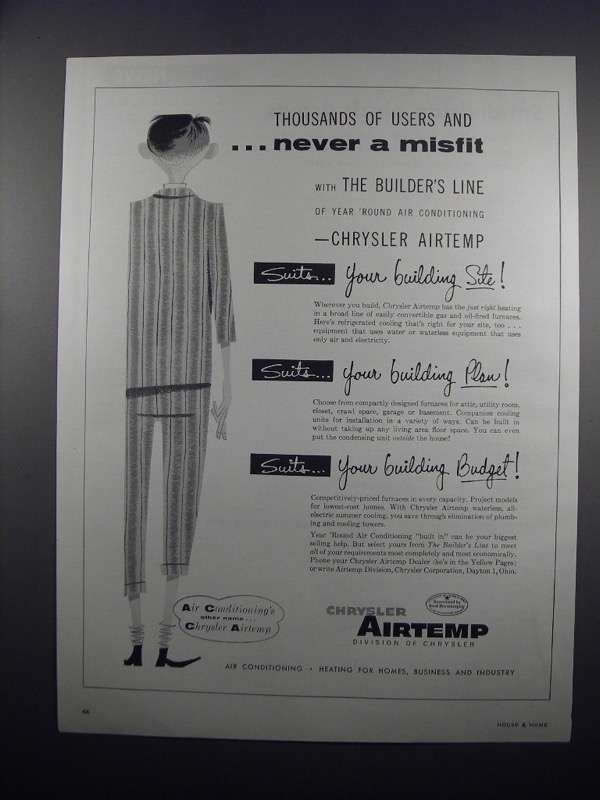 THOUSANDS OF USERS AND
...never a misfit
WITH THE BUILDER'S LINE
OF YEAR 'ROUND AIR CONDITIONING
—CHRYSLER AIRTEMP
Suits... Your building Site!
Wherever you build, Chrysler Airtemp has the just right heating
in a broad line of easily convertible gas and oil-fired furnaces.
Here's refrigerated cooling that's right for your site, too . . .
equipment that uses water or waterless equipment that uses
only air and electricity.
Suits... Your building Plan!
Choose from compactly designed furnaces for attic, utility room,
closet, crawl space, garage or basement. Companion cooling
units for installation in a variety of ways. Can be built in
without taking up any living area floor space. You can even
put the condensing unit outside the house!
Suits... Your building Budget!
Competitively-priced furnaces in every capacity. Project models
for lowest-cost homes. With Chrysler Airtemp waterless, all-
electric summer cooling, you save through elimination of plumb-
ing and cooling towers.
Year 'Round Air Conditioning "built in" can be your biggest
selling help. But select yours from The Builder's Line to meet
all of your requirements most completely and most economically.
Phone your Chrysler Airtemp Dealer (he's in the Yellow Pages)
or write Airtemp Division, Chrysler Corporation, Dayton 1, Ohio.
Air Conditioning's
other name...
Chrysler Airtemp
CHRYSLER
AIRTEMP
DIVISION OF CHRYSLER
Guaranteed by
Good Housekeeping
AIR CONDITIONING • HEATING FOR HOMES, BUSINESS AND INDUSTRY
HOUSE & HOME